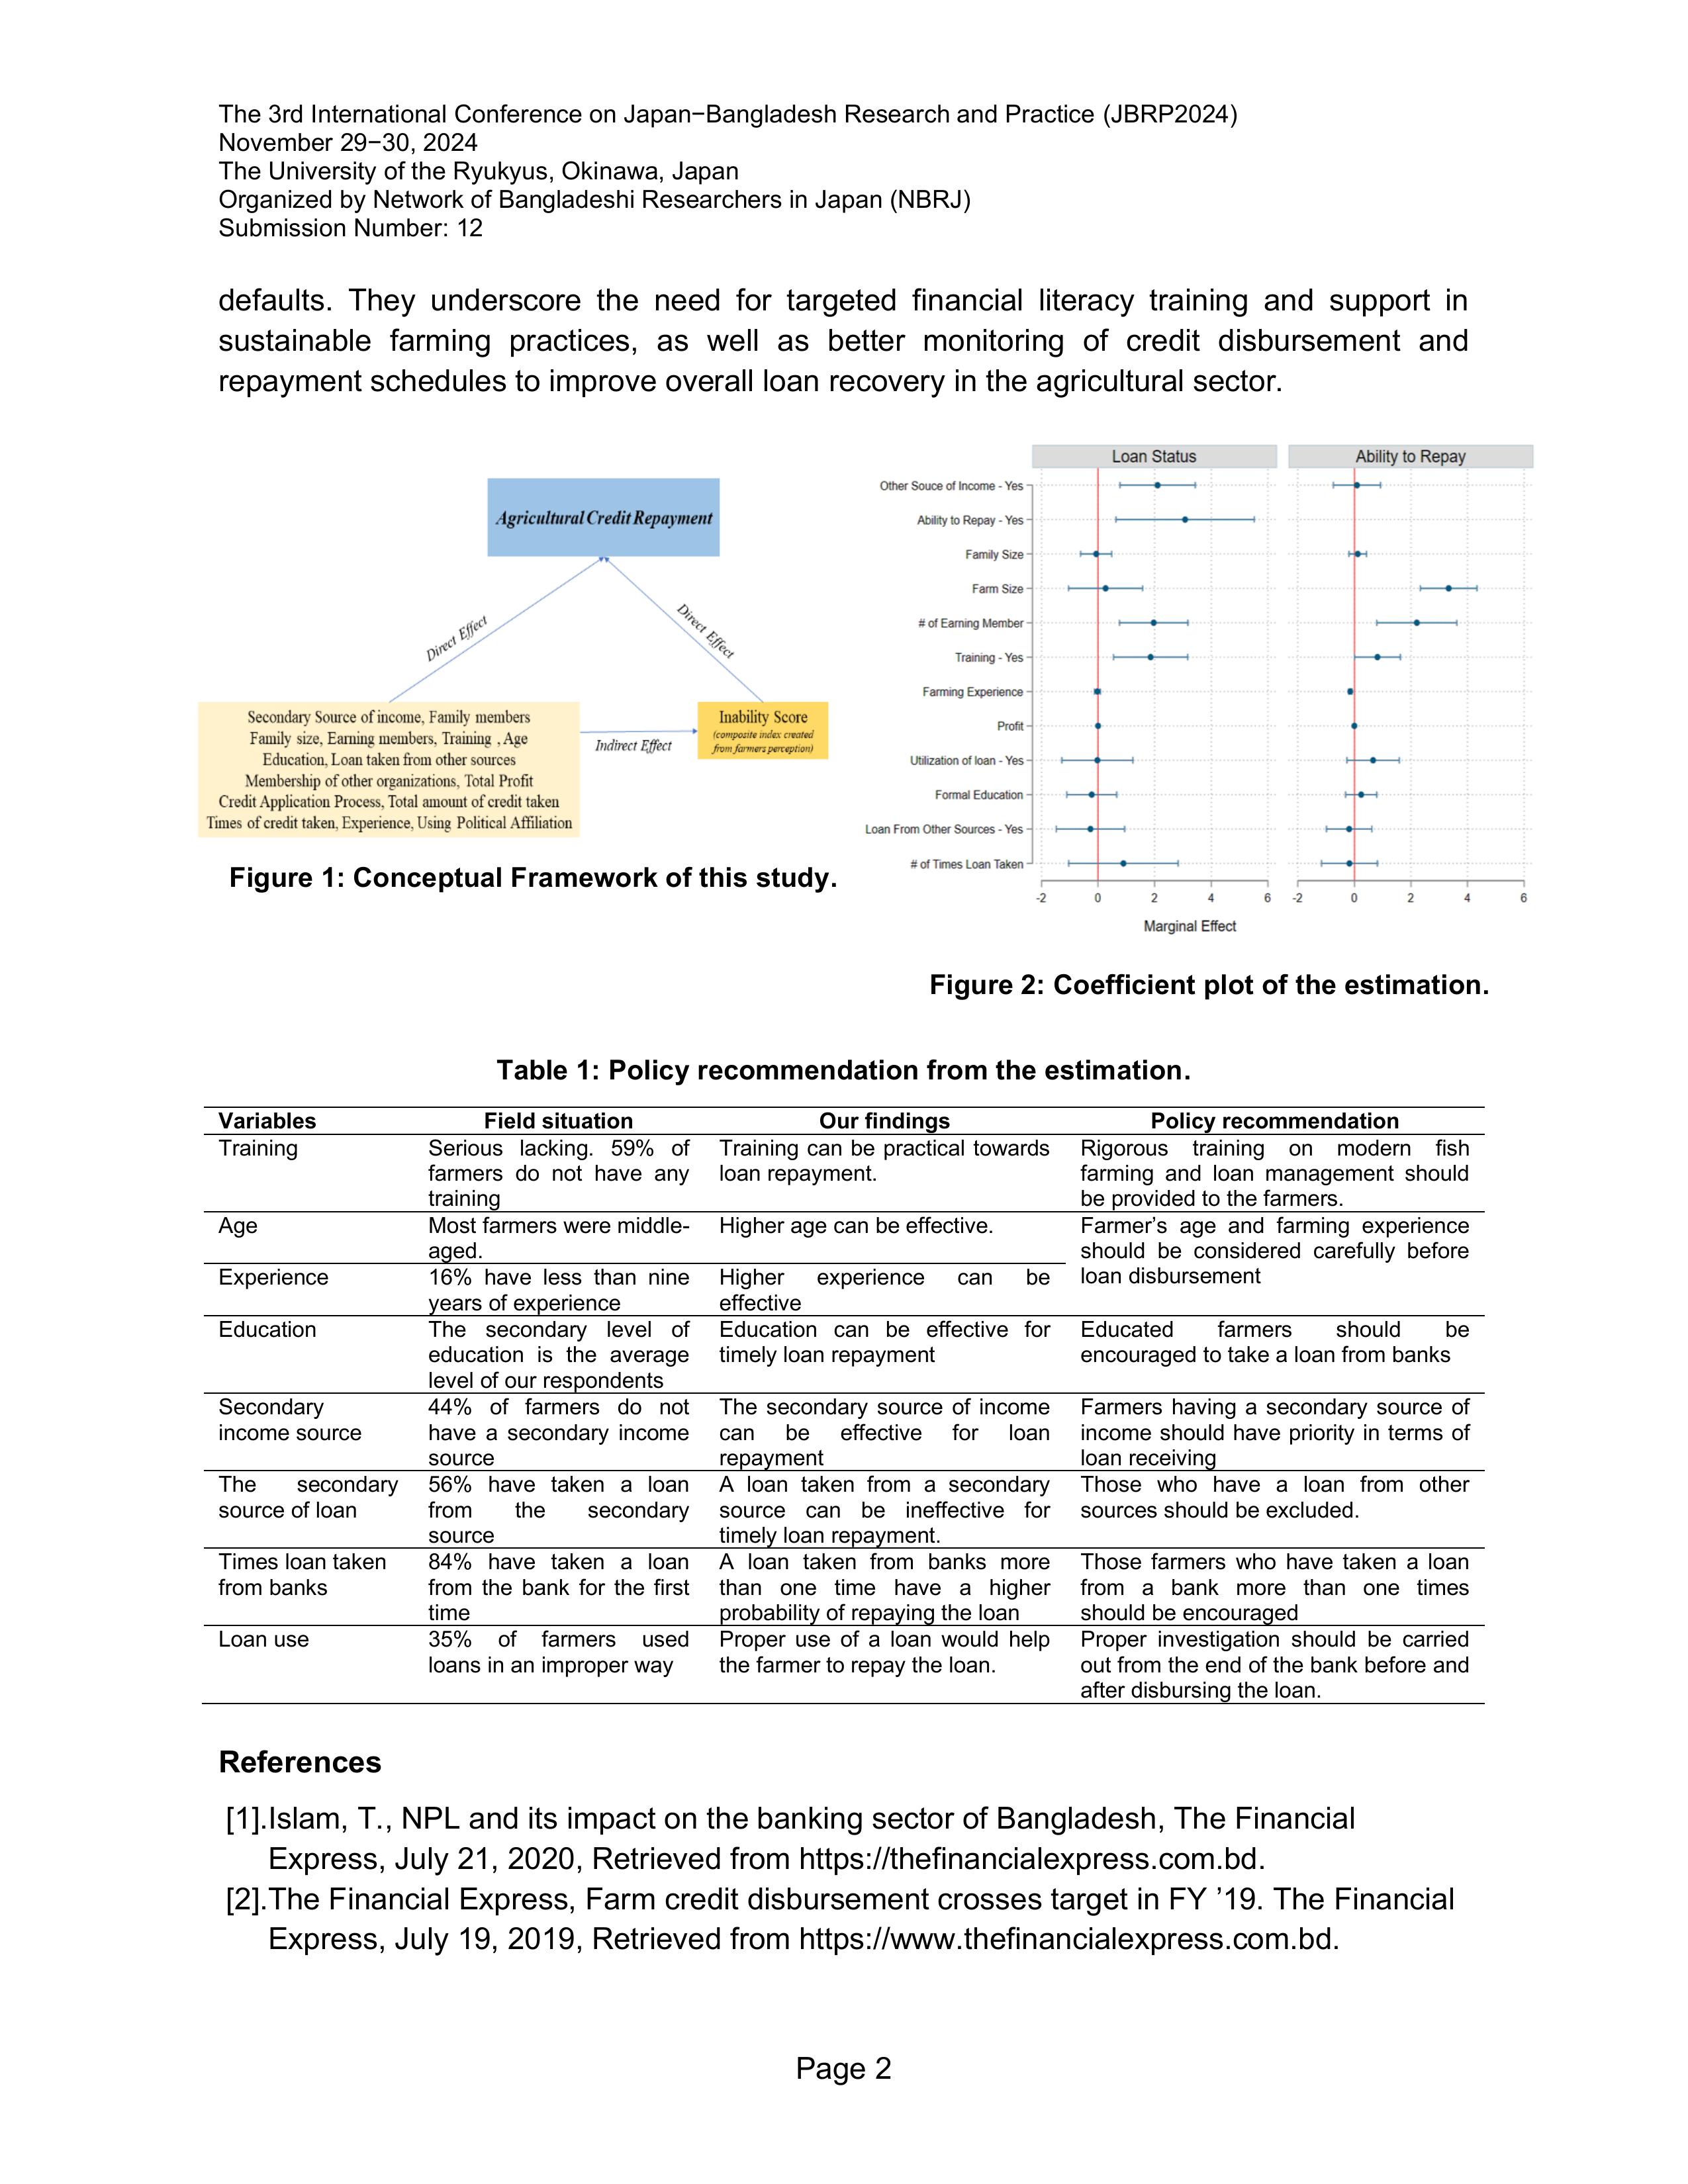 The 3rd International Conference on Japan−Bangladesh Research and Practice (JBRP2024)
November 29−30, 2024
The University of the Ryukyus, Okinawa, Japan
Organized by Network of Bangladeshi Researchers in Japan (NBRJ)
Submission Number: 12
defaults. They underscore the need for targeted financial literacy training and support in
sustainable farming practices, as well as better monitoring of credit disbursement and
repayment schedules to improve overall loan recovery in the agricultural sector.
Agricultural Credit Repayment
Direct Effect
Direct Effect
Secondary Source of income, Family members
Family size, Earning members, Training , Age
Education, Loan taken from other sources
Membership of other organizations, Total Profit
Credit Application Process, Total amount of credit taken
Times of credit taken, Experience, Using Political Affiliation
Indirect Effect
Inability Score
(composite index created
from farmers perception)
Figure 1: Conceptual Framework of this study.
Loan Status
Ability to Repay
Other Souce of Income - Yes
Ability to Repay - Yes
Family Size
Farm Size
# of Earning Member
Training - Yes
Farming Experience
Profit
Utilization of loan - Yes
Formal Education
Loan From Other Sources - Yes
# of Times Loan Taken
-2 0 2 4 6 -2 0 2 4 6
Marginal Effect
Figure 2: Coefficient plot of the estimation.
Table 1: Policy recommendation from the estimation.
Variables Field situation Our findings Policy recommendation
Training
Serious lacking. 59% of
farmers do not have any
training
Training can be practical towards
loan repayment.
Rigorous training on modern fish
farming and loan management should
be provided to the farmers.
Age
Most farmers were middle-
aged.
Higher age can be effective.
Farmer’s age and farming experience
should be considered carefully before
loan disbursement
Experience
16% have less than nine
years of experience
Higher experience can be
effective
Education
The secondary level of
education is the average
level of our respondents
Education can be effective for
timely loan repayment
Educated farmers should be
encouraged to take a loan from banks
Secondary
income source
44% of farmers do not
have a secondary income
source
The secondary source of income
can be effective for loan
repayment
Farmers having a secondary source of
income should have priority in terms of
loan receiving
The secondary
source of loan
56% have taken a loan
from the secondary
source
A loan taken from a secondary
source can be ineffective for
timely loan repayment.
Those who have a loan from other
sources should be excluded.
Times loan taken
from banks
84% have taken a loan
from the bank for the first
time
A loan taken from banks more
than one time have a higher
probability of repaying the loan
Those farmers who have taken a loan
from a bank more than one times
should be encouraged
Loan use
35% of farmers used
loans in an improper way
Proper use of a loan would help
the farmer to repay the loan.
Proper investigation should be carried
out from the end of the bank before and
after disbursing the loan.
References
[1].Islam, T., NPL and its impact on the banking sector of Bangladesh, The Financial
Express, July 21, 2020, Retrieved from https://thefinancialexpress.com.bd.
[2].The Financial Express, Farm credit disbursement crosses target in FY ’19. The Financial
Express, July 19, 2019, Retrieved from https://www.thefinancialexpress.com.bd.
Page 2